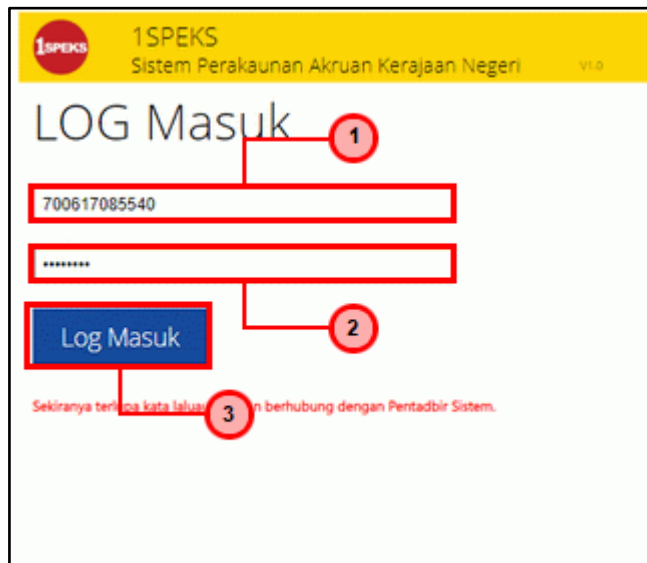 1SPEKS
1SPEKS
Sistem Perakaunan Akruan Kerajaan Negeri V1.0
LOG Masuk
1
700617085540
••••••••
2
Log Masuk
3
Sekiranya terlupa kata berhubung dengan Pentadbir Sistem.